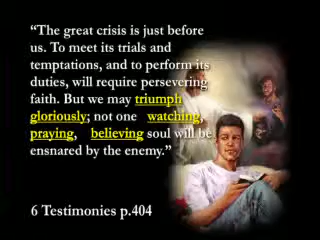 “The great crisis is just before
us. To meet its trials and
temptations, and to perform its
duties, will require persevering
faith. But we may triumph
gloriously; not one watching,
praying, believing soul will be
ensnared by the enemy.”
6 Testimonies p.404